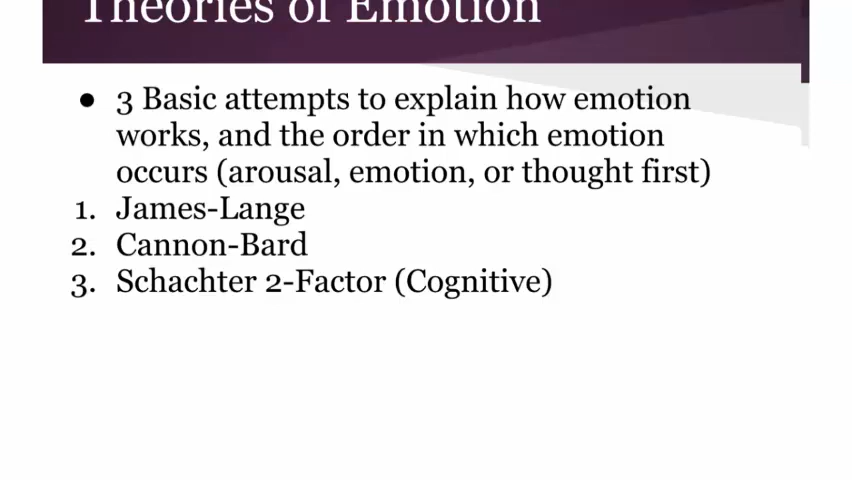 Theories of Emotion
● 3 Basic attempts to explain how emotion
works, and the order in which emotion
occurs (arousal, emotion, or thought first)
1. James-Lange
2. Cannon-Bard
3. Schachter 2-Factor (Cognitive)